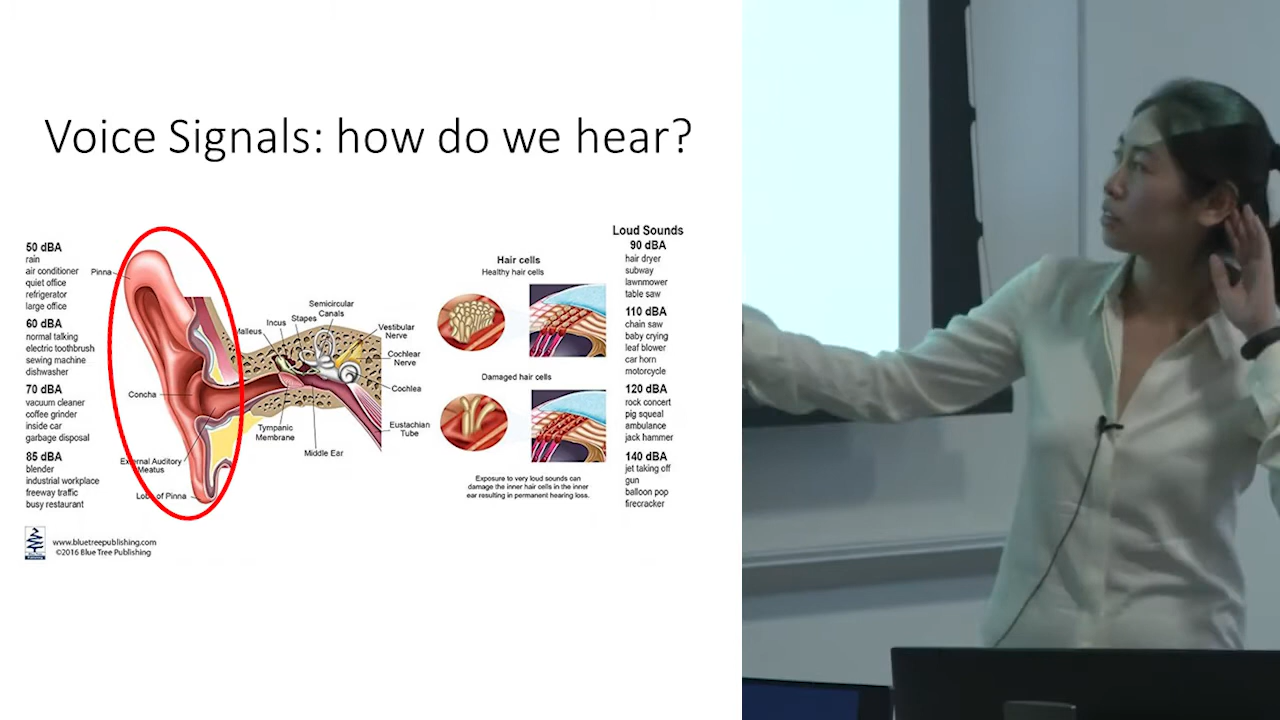 Voice Signals: how do we hear?
50 dBA
rain
air conditioner
quiet office
refrigerator
large office
60 dBA
normal talking
electric toothbrush
sewing machine
dishwasher
70 dBA
vacuum cleaner
coffee grinder
inside car
garbage disposal
85 dBA
blender
industrial workplace
freeway traffic
busy restaurant
Pinna
Concha
External Auditory
Meatus
Lobe of Pinna
Malleus
Incus
Stapes
Semicircular
Canals
Vestibular
Nerve
Cochlear
Nerve
Cochlea
Eustachian
Tube
Tympanic
Membrane
Middle Ear
Hair cells
Healthy hair cells
Damaged hair cells
Exposure to very loud sounds can
damage the inner hair cells in the inner
ear resulting in permanent hearing loss.
Loud Sounds
90 dBA
hair dryer
subway
lawnmower
table saw
110 dBA
chain saw
baby crying
leaf blower
car horn
motorcycle
120 dBA
rock concert
pig squeal
ambulance
jack hammer
140 dBA
jet taking off
gun
balloon pop
firecracker
www.bluetreepublishing.com
©2016 Blue Tree Publishing